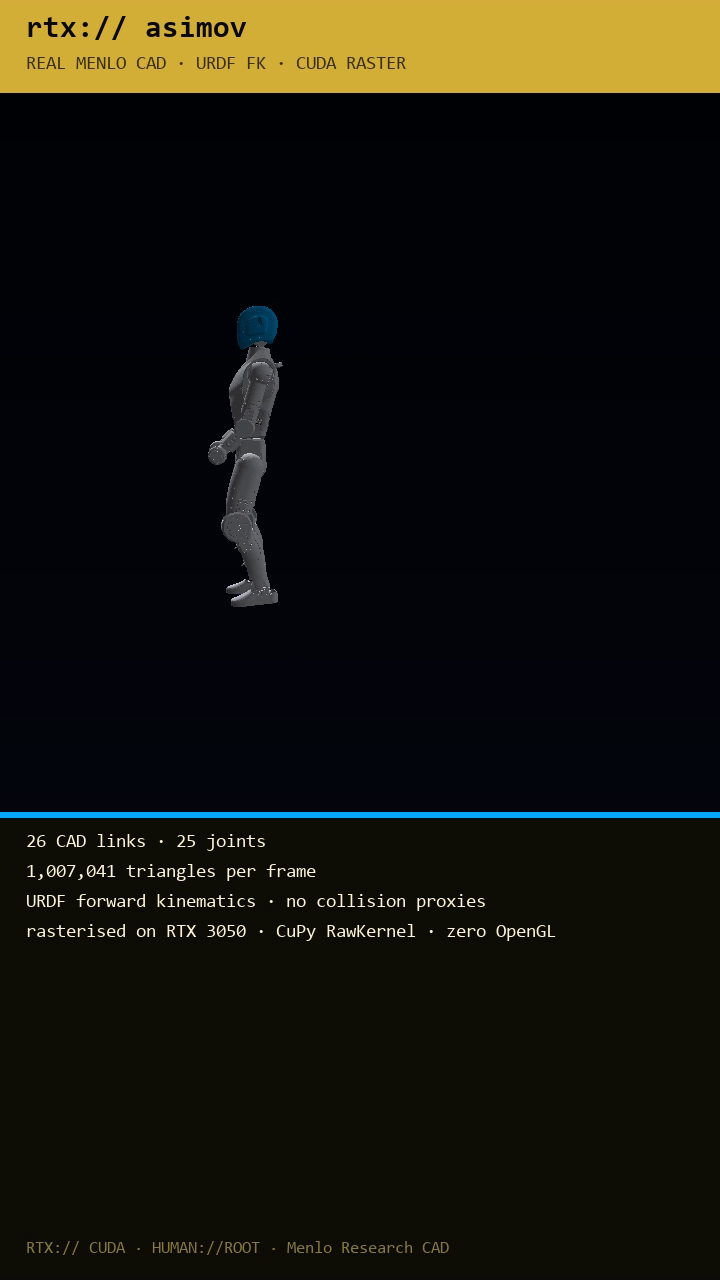 rtx:// asimov
REAL MENLO CAD · URDF FK · CUDA RASTER
26 CAD links · 25 joints
1,007,041 triangles per frame
URDF forward kinematics · no collision proxies
rasterised on RTX 3050 · CuPy RawKernel · zero OpenGL
RTX:// CUDA · HUMAN://ROOT · Menlo Research CAD